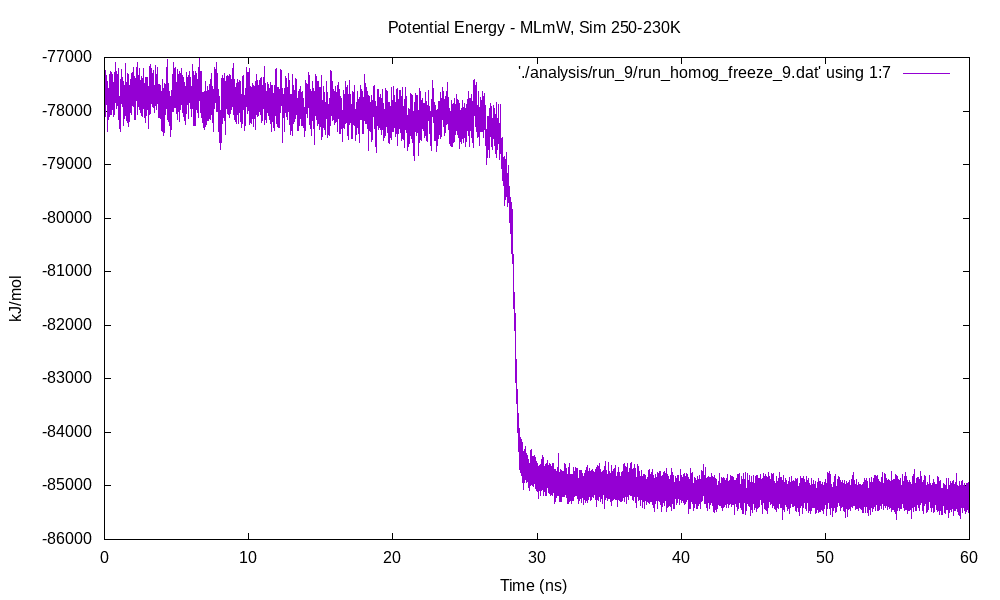 Potential Energy - MLmW, Sim 250-230K
'./analysis/run_9/run_homog_freeze_9.dat' using 1:7
-77000
-78000
-79000
-80000
-81000
-82000
-83000
-84000
-85000
-86000
kJ/mol
0 10 20 30 40 50 60
Time (ns)